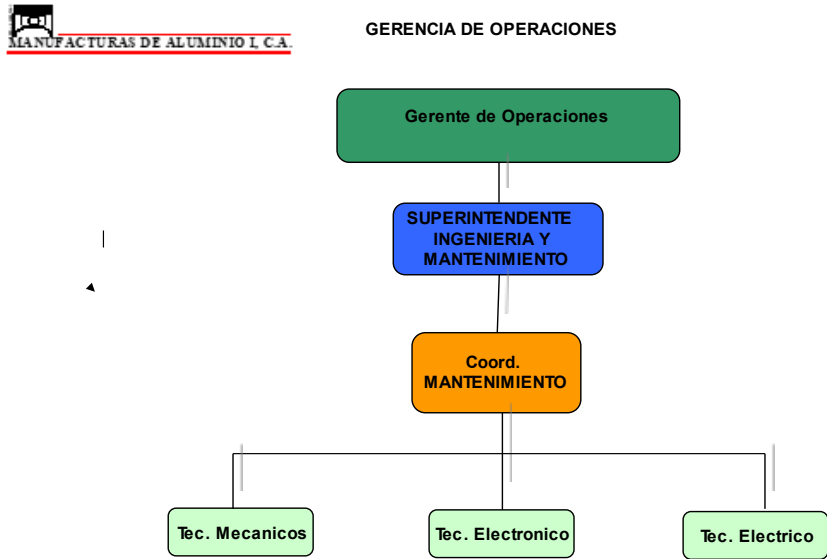 MANUFACTURAS DE ALUMINIO I, C.A.
GERENCIA DE OPERACIONES
Gerente de Operaciones
SUPERINTENDENTE
INGENIERIA Y
MANTENIMIENTO
Coord.
MANTENIMIENTO
Tec. Mecanicos
Tec. Electronico
Tec. Electrico